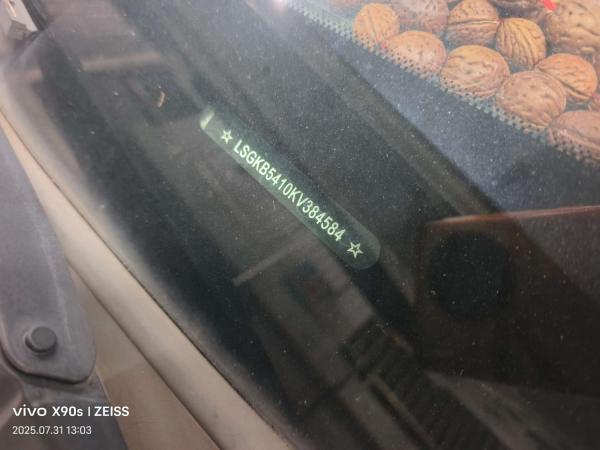 ☆ LSGKB5410KV384584 ☆
vivo X90s | ZEISS
2025.07.31 13:03